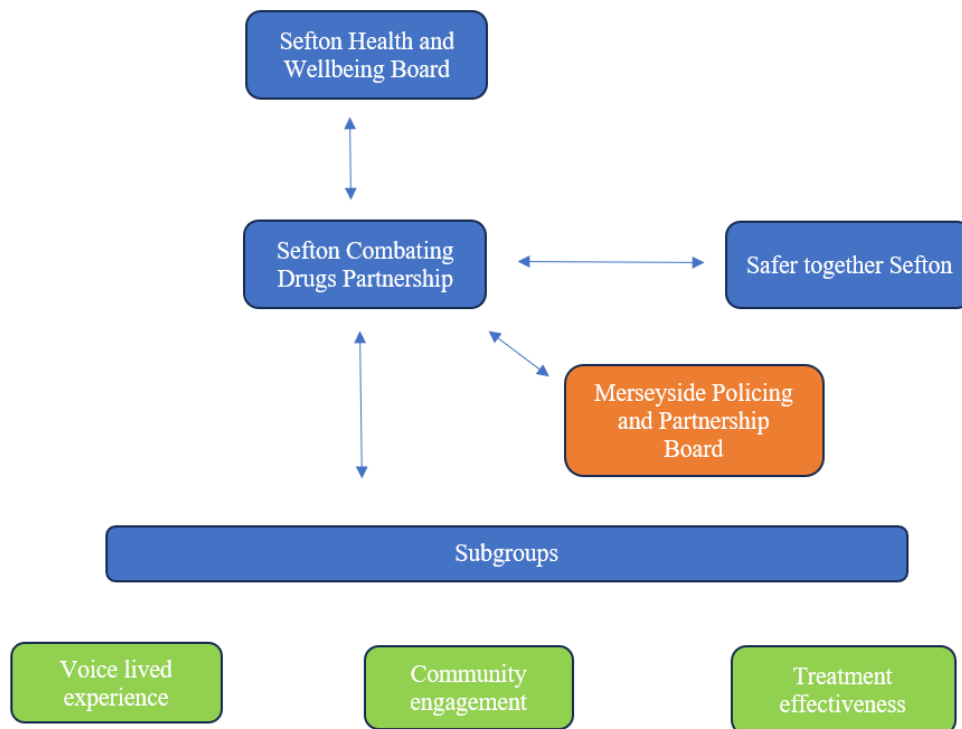 Sefton Health and
Wellbeing Board
Sefton Combating
Drugs Partnership
Safer together Sefton
Merseyside Policing
and Partnership
Board
Subgroups
Voice lived
experience
Community
engagement
Treatment
effectiveness